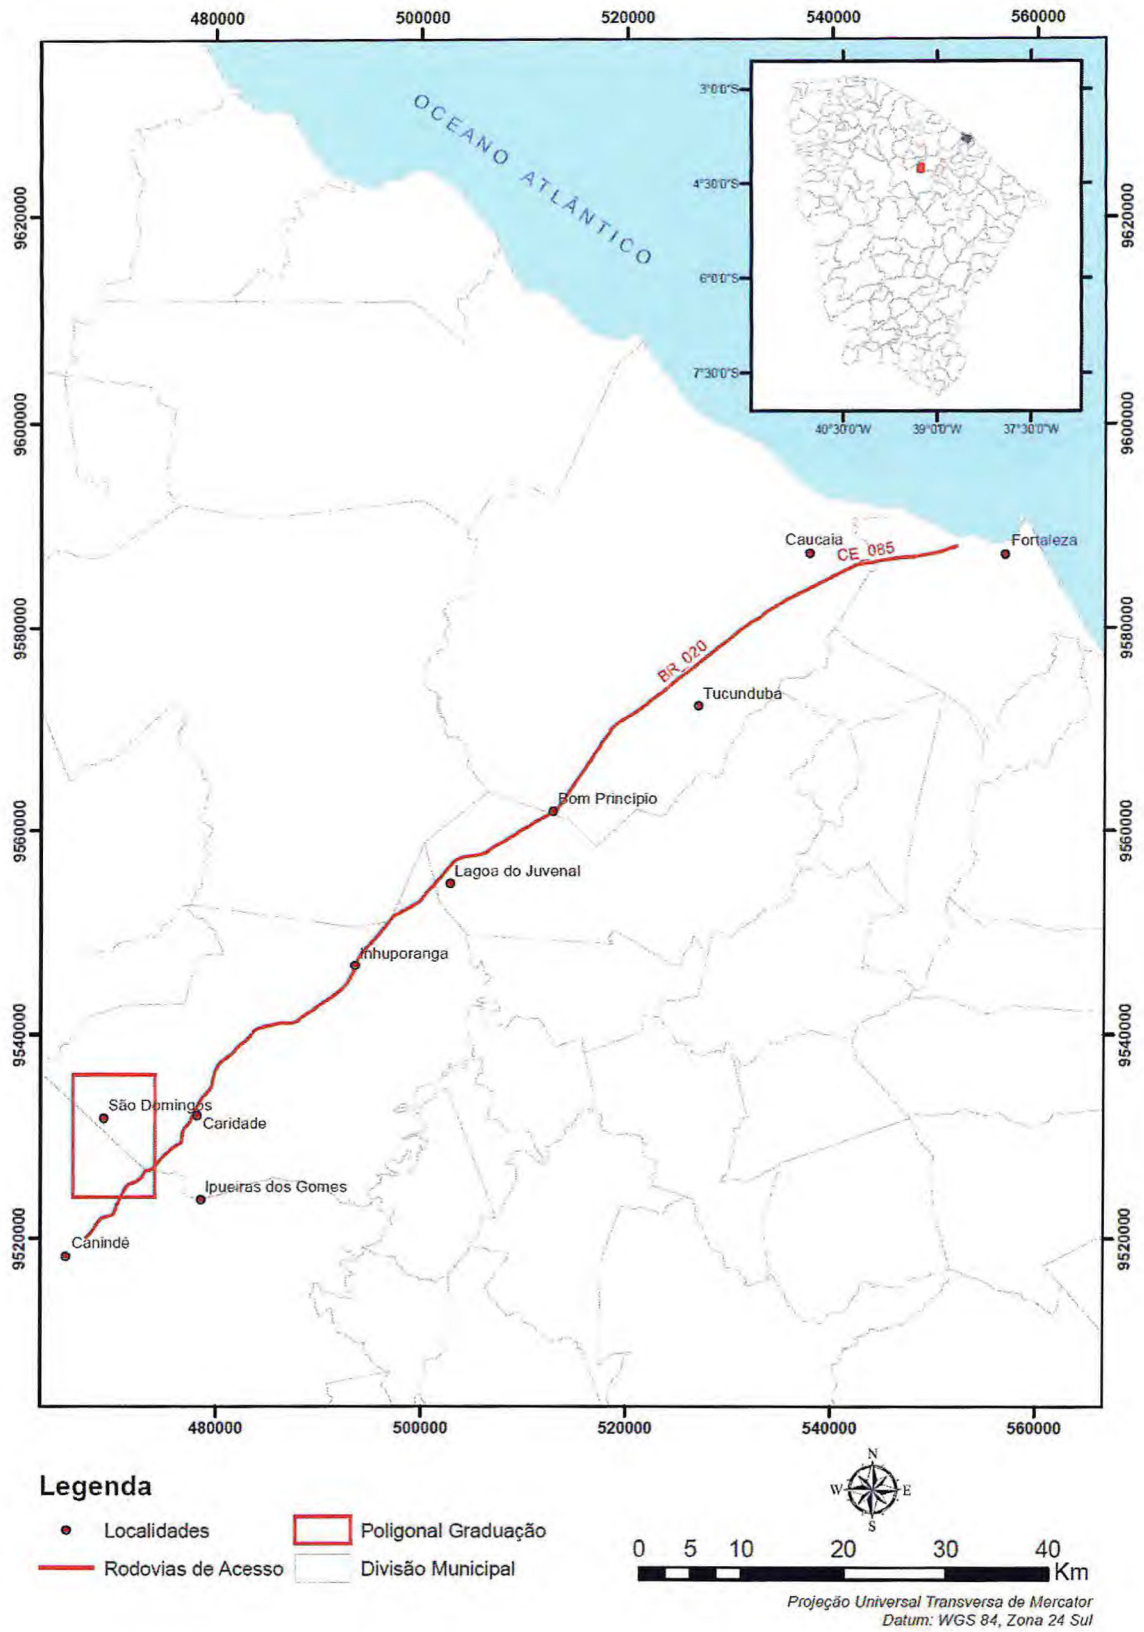 480000 500000 520000 540000 560000
OCEANO ATLÂNTICO
3°0'0"S
4°30'0"S
6°0'0"S
7°30'0"S
40°30'0"W 39°0'0"W 37°30'0"W
9620000 9620000
9600000 9600000
Caucaia
CE_085
Fortaleza
9580000 9580000
BR_020
Tucunduba
Bom Princípio
9560000 9560000
Lagoa do Juvenal
Inhuporanga
9540000 9540000
São Domingos
Caridade
Ipueiras dos Gomes
Canindé
9520000 9520000
480000 500000 520000 540000 560000
Legenda
Localidades
Poligonal Graduação
Rodovias de Acesso
Divisão Municipal
N
W E
S
0 5 10 20 30 40
Km
Projeção Universal Transversa de Mercator
Datum: WGS 84, Zona 24 Sul